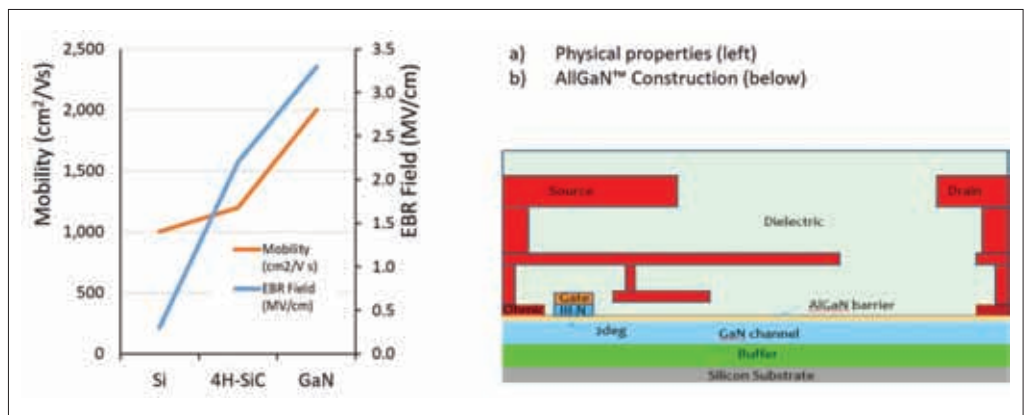 2,500
2,000
1,500
1,000
500
0
Mobility (cm²/Vs)
3.5
3.0
2.5
2.0
1.5
1.0
0.5
0.0
EBR Field (MV/cm)
Mobility
(cm2/V s)
EBR Field
(MV/cm)
Si 4H-SiC GaN
a) Physical properties (left)
b) AllGaN™ Construction (below)
Source
Drain
Dielectric
Ohmic
Gate
III N
AlGaN barrier
2deg
GaN channel
Buffer
Silicon Substrate